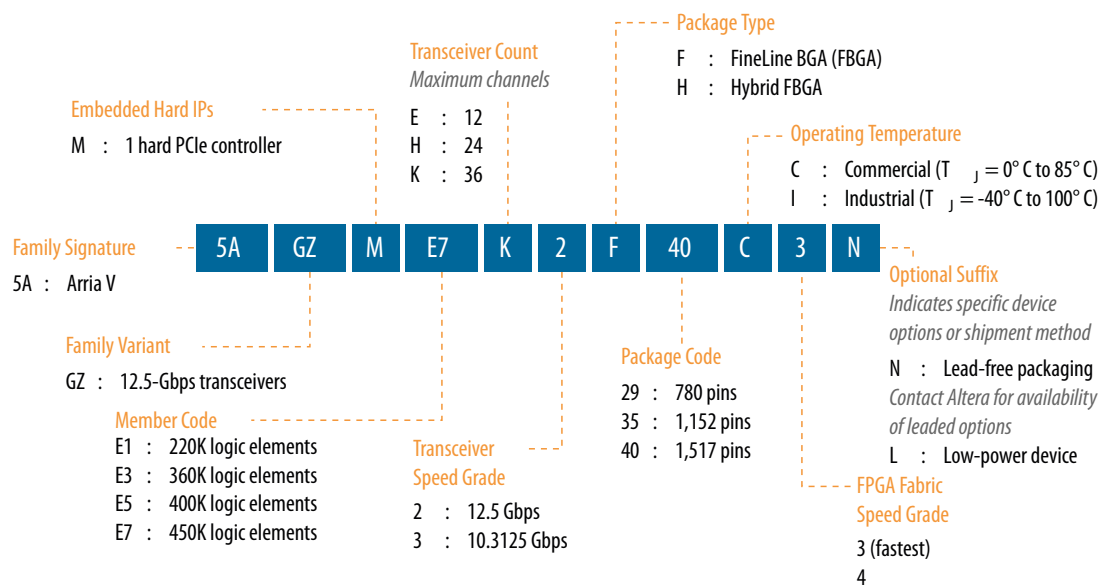 Package Type
F : FineLine BGA (FBGA)
H : Hybrid FBGA
Transceiver Count
Maximum channels
E : 12
H : 24
K : 36
Embedded Hard IPs
M : 1 hard PCIe controller
Operating Temperature
C : Commercial (T J = 0° C to 85° C)
I : Industrial (T J = -40° C to 100° C)
Family Signature
5A : Arria V
5A GZ M E7 K 2 F 40 C 3 N
Optional Suffix
Indicates specific device
options or shipment method
N : Lead-free packaging
Contact Altera for availability
of leaded options
L : Low-power device
Family Variant
GZ : 12.5-Gbps transceivers
Member Code
E1 : 220K logic elements
E3 : 360K logic elements
E5 : 400K logic elements
E7 : 450K logic elements
Transceiver
Speed Grade
2 : 12.5 Gbps
3 : 10.3125 Gbps
Package Code
29 : 780 pins
35 : 1,152 pins
40 : 1,517 pins
FPGA Fabric
Speed Grade
3 (fastest)
4